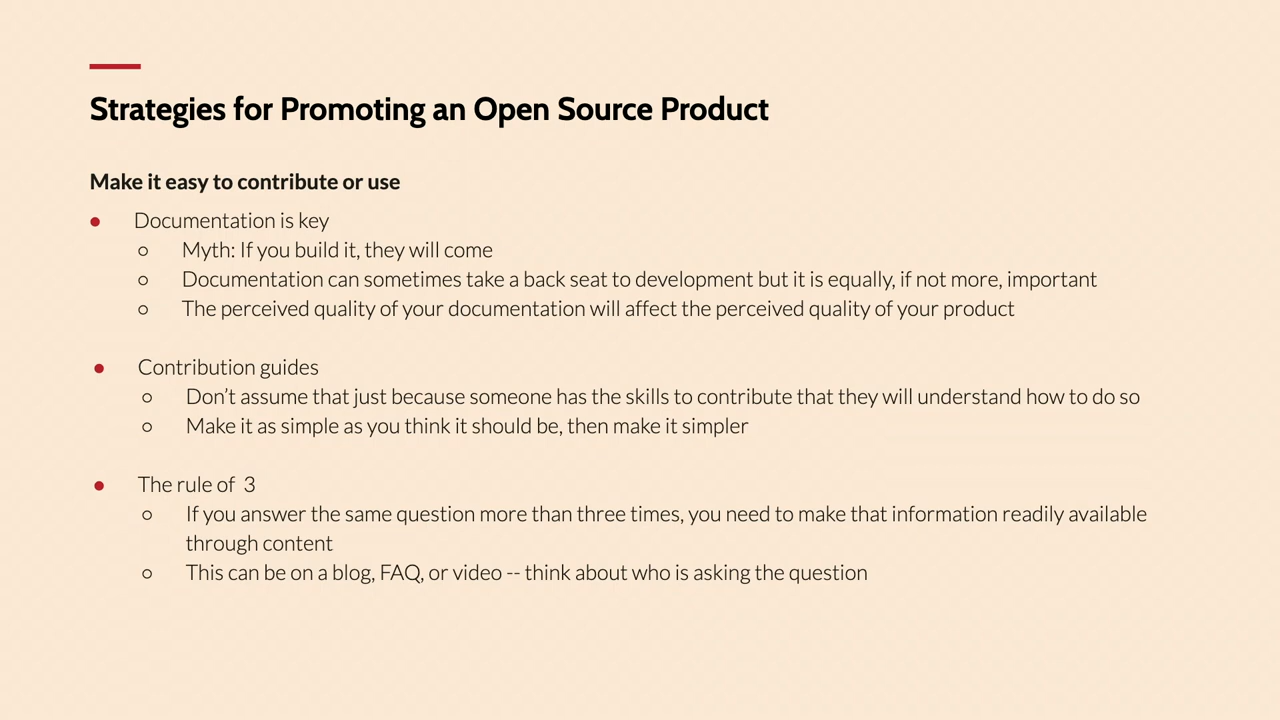 Strategies for Promoting an Open Source Product
Make it easy to contribute or use
● Documentation is key
○ Myth: If you build it, they will come
○ Documentation can sometimes take a back seat to development but it is equally, if not more, important
○ The perceived quality of your documentation will affect the perceived quality of your product
● Contribution guides
○ Don’t assume that just because someone has the skills to contribute that they will understand how to do so
○ Make it as simple as you think it should be, then make it simpler
● The rule of  3
○ If you answer the same question more than three times, you need to make that information readily available
through content
○ This can be on a blog, FAQ, or video -- think about who is asking the question